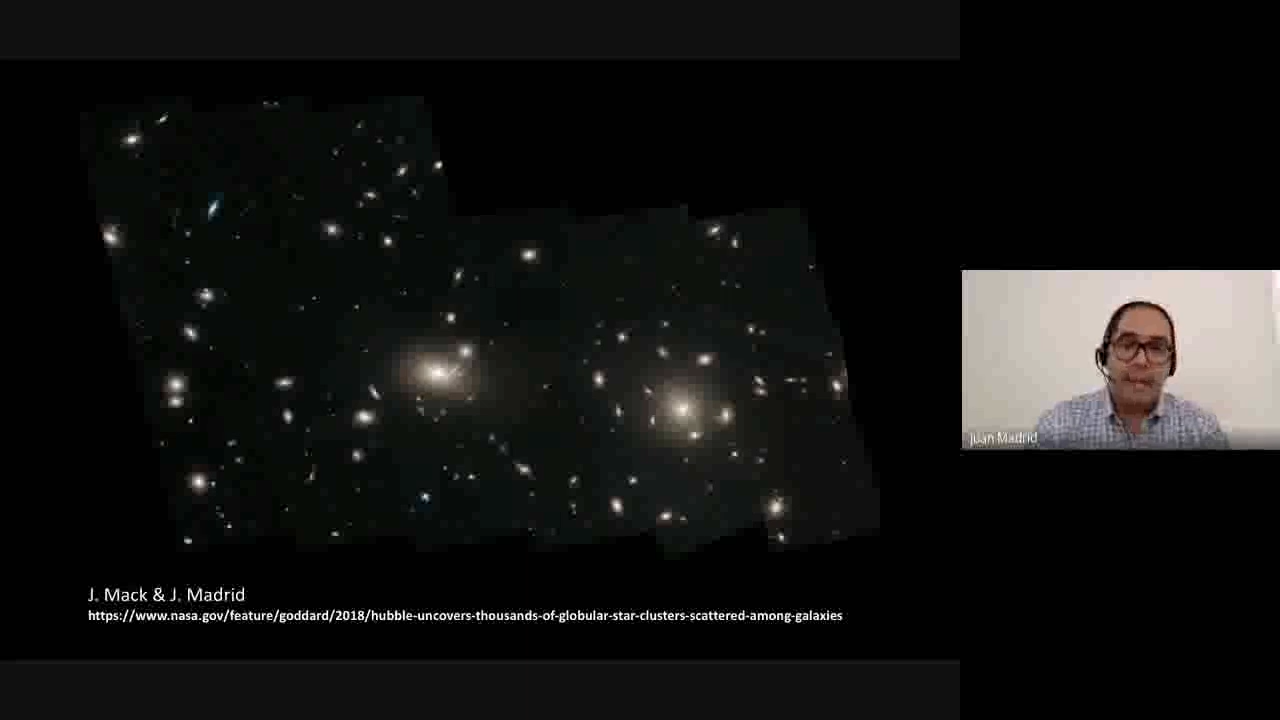 J. Mack & J. Madrid
https://www.nasa.gov/feature/goddard/2018/hubble-uncovers-thousands-of-globular-star-clusters-scattered-among-galaxies
Juan Madrid